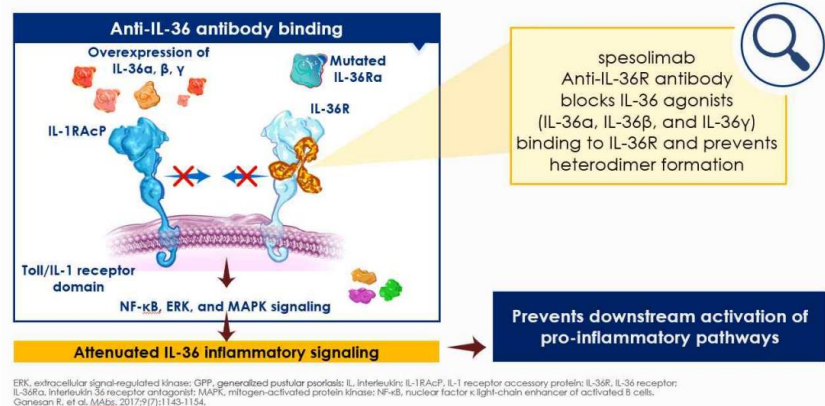 Anti-IL-36 antibody binding
Overexpression of
IL-36α, β, γ
Mutated
IL-36Ra
IL-36R
IL-1RAcP
Toll/IL-1 receptor
domain
NF-κB, ERK, and MAPK signaling
Attenuated IL-36 inflammatory signaling
spesolimab
Anti-IL-36R antibody
blocks IL-36 agonists
(IL-36α, IL-36β, and IL-36γ)
binding to IL-36R and prevents
heterodimer formation
Prevents downstream activation of
pro-inflammatory pathways
ERK, extracellular signal-regulated kinase; GPP, generalized pustular psoriasis; IL, interleukin; IL-1RAcP, IL-1 receptor accessory protein; IL-36R, IL-36 receptor;
IL-36Ra, interleukin 36 receptor antagonist; MAPK, mitogen-activated protein kinase; NF-κB, nuclear factor κ light-chain enhancer of activated B cells.
Ganesan R, et al. MAbs. 2017;9(7):1143-1154.